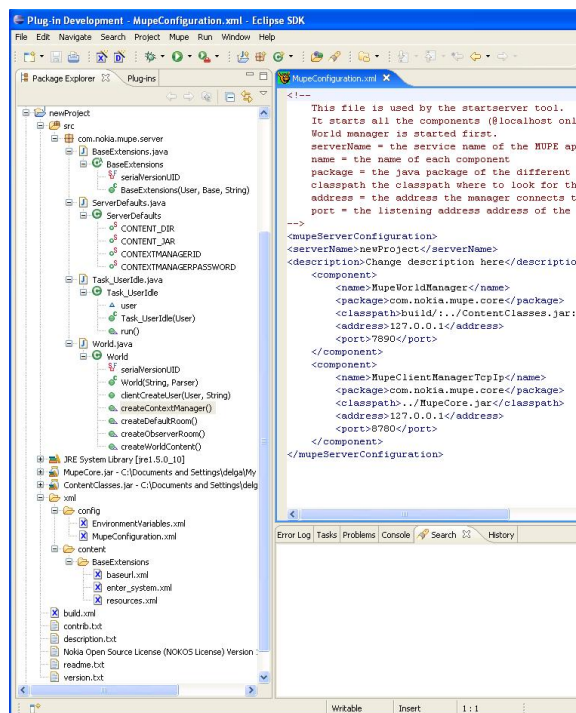 Plug-in Development - MupeConfiguration.xml - Eclipse SDK
File Edit Navigate Search Project Mupe Run Window Help
Package Explorer Plug-ins
newProject
src
com.nokia.mupe.server
BaseExtensions.java
BaseExtensions
serialVersionUID
BaseExtensions(User, Base, String)
ServerDefaults.java
ServerDefaults
CONTENT_DIR
CONTENT_JAR
CONTEXTMANAGERID
CONTEXTMANAGERPASSWORD
Task_UserIdle.java
Task_UserIdle
user
Task_UserIdle(User)
run()
World.java
World
serialVersionUID
World(String, Parser)
clientCreateUser(User, String)
createContextManager()
createDefaultRoom()
createObserverRoom()
createWorldContent()
JRE System Library [jre1.5.0_10]
MupeCore.jar - C:\Documents and Settings\delga\My
ContentClasses.jar - C:\Documents and Settings\delg
xml
config
EnvironmentVariables.xml
MupeConfiguration.xml
content
BaseExtensions
baseurl.xml
enter_system.xml
resources.xml
build.xml
contrib.txt
description.txt
Nokia Open Source License (NOKOS License) Version
readme.txt
version.txt
MupeConfiguration.xml
<!--
This file is used by the startserver tool.
It starts all the components (@localhost onl
World manager is started first.
serverName = the service name of the MUPE ap
name = the name of each component
package = the java package of the different
classpath the classpath where to look for th
address = the address the manager connects t
port = the listening address address of the
-->
<mupeServerConfiguration>
<serverName>newProject</serverName>
<description>Change description here</descriptio
<component>
<name>MupeWorldManager</name>
<package>com.nokia.mupe.core</package>
<classpath>build/:../ContentClasses.jar:
<address>127.0.0.1</address>
<port>7890</port>
</component>
<component>
<name>MupeClientManagerTcpIp</name>
<package>com.nokia.mupe.core</package>
<classpath>../MupeCore.jar</classpath>
<address>127.0.0.1</address>
<port>8780</port>
</component>
</mupeServerConfiguration>
Error Log Tasks Problems Console Search History
Writable Insert 1 : 1